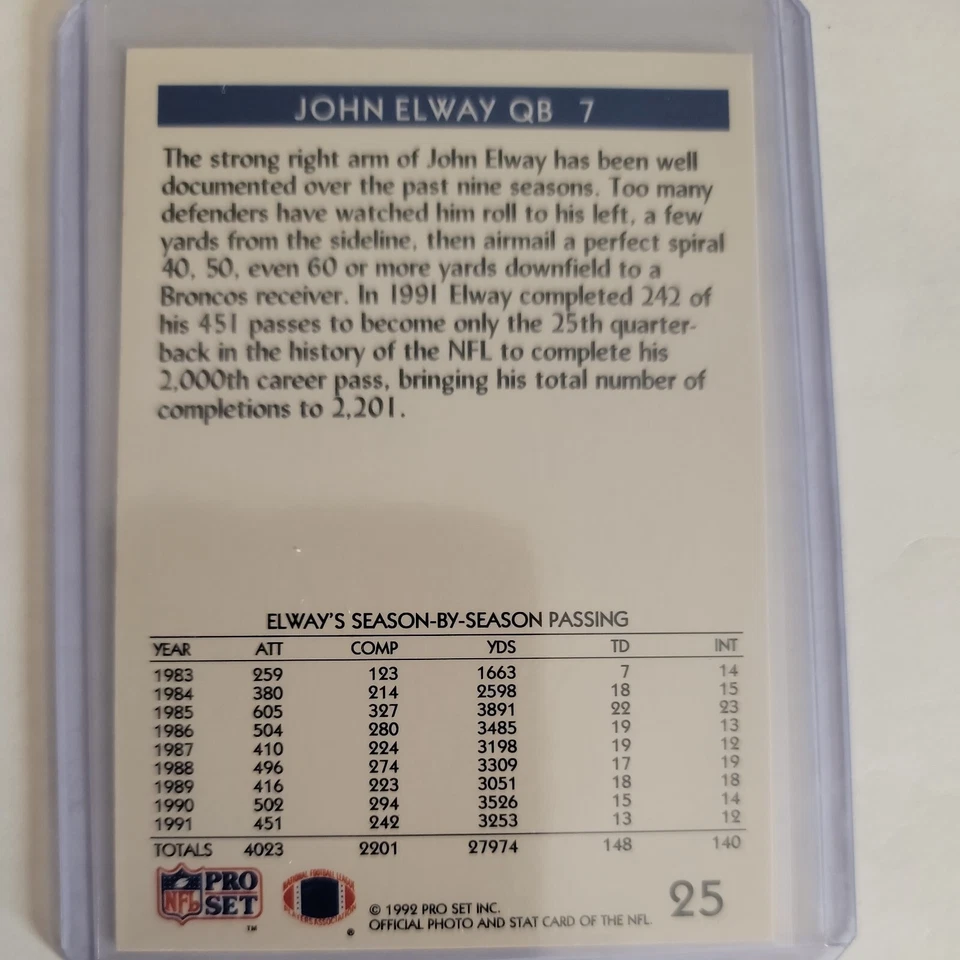 JOHN ELWAY QB 7
The strong right arm of John Elway has been well
documented over the past nine seasons. Too many
defenders have watched him roll to his left, a few
yards from the sideline, then airmail a perfect spiral
40, 50, even 60 or more yards downfield to a
Broncos receiver. In 1991 Elway completed 242 of
his 451 passes to become only the 25th quarter-
back in the history of the NFL to complete his
2,000th career pass, bringing his total number of
completions to 2,201.
ELWAY'S SEASON-BY-SEASON PASSING
YEAR ATT COMP YDS TD INT
1983 259 123 1663 7 14
1984 380 214 2598 18 15
1985 605 327 3891 22 23
1986 504 280 3485 19 13
1987 410 224 3198 19 12
1988 496 274 3309 17 19
1989 416 223 3051 18 18
1990 502 294 3526 15 14
1991 451 242 3253 13 12
TOTALS 4023 2201 27974 148 140
NFL PRO SET ™
NATIONAL FOOTBALL LEAGUE
PLAYERS ASSOCIATION ®
© 1992 PRO SET INC.
OFFICIAL PHOTO AND STAT CARD OF THE NFL.
25